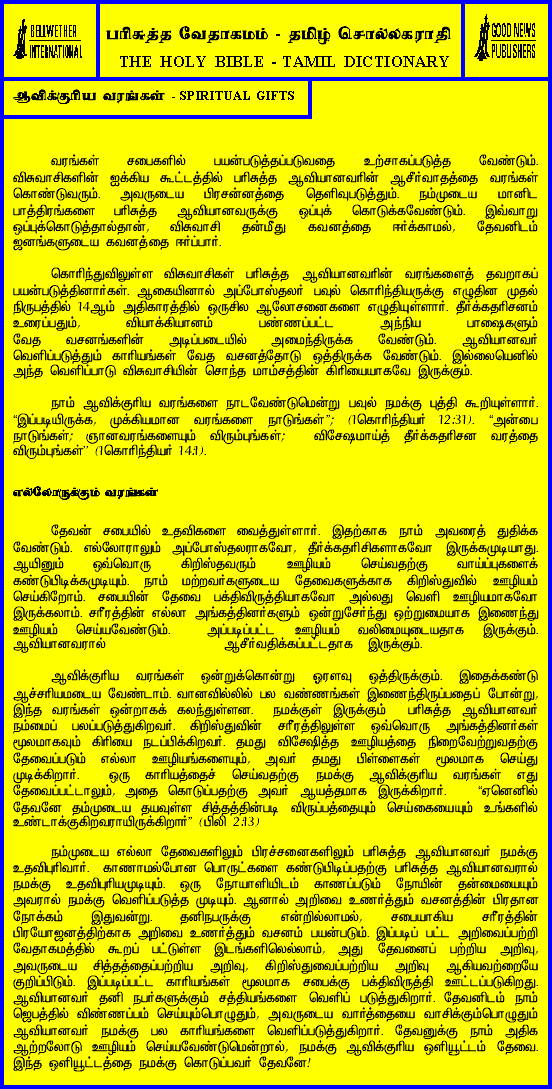 BELLWETHER
INTERNATIONAL
பரிசுத்த வேதாகமம் - தமிழ் சொல்லகராதி
THE HOLY BIBLE - TAMIL DICTIONARY
GOOD NEWS
PUBLISHERS
ஆவிக்குரிய வரங்கள் - SPIRITUAL GIFTS
வரங்கள் சபைகளில் பயன்படுத்தப்படுவதை உற்சாகப்படுத்த வேண்டும்.
விசுவாசிகளின் ஐக்கிய கூட்டத்தில் பரிசுத்த ஆவியானவரின் ஆசீர்வாதத்தை வரங்கள்
கொண்டுவரும். அவருடைய பிரசன்னத்தை தெளிவுபடுத்தும். நம்முடைய மானிட
பாத்திரங்களை பரிசுத்த ஆவியானவருக்கு ஒப்புக் கொடுக்கவேண்டும். இவ்வாறு
ஒப்புக்கொடுத்தால்தான், விசுவாசி தன்மீது கவனத்தை ஈர்க்காமல், தேவனிடம்
ஜனங்களுடைய கவனத்தை ஈர்ப்பார்.
கொரிந்துவிலுள்ள விசுவாசிகள் பரிசுத்த ஆவியானவரின் வரங்களைத் தவறாகப்
பயன்படுத்தினார்கள். ஆகையினால் அப்போஸ்தலர் பவுல் கொரிந்தியருக்கு எழுதின முதல்
நிருபத்தில் 14ஆம் அதிகாரத்தில் ஒருசில ஆலோசனைகளை எழுதியுள்ளார். தீர்க்கதரிசனம்
உரைப்பதும், வியாக்கியானம் பண்ணப்பட்ட அந்நிய பாஷைகளும்
வேத வசனங்களின் அடிப்படையில் அமைந்திருக்க வேண்டும். ஆவியானவர்
வெளிப்படுத்தும் காரியங்கள் வேத வசனத்தோடு ஒத்திருக்க வேண்டும். இல்லையெனில்
அந்த வெளிப்பாடு விசுவாசியின் சொந்த மாம்சத்தின் கிரியையாகவே இருக்கும்.
நாம் ஆவிக்குரிய வரங்களை நாடவேண்டுமென்று பவுல் நமக்கு புத்தி கூறியுள்ளார்.
“இப்படியிருக்க, முக்கியமான வரங்களை நாடுங்கள்”; (1கொரிந்தியர் 12:31). “அன்பை
நாடுங்கள்; ஞானவரங்களையும் விரும்புங்கள்; விசேஷமாய்த் தீர்க்கதரிசன வரத்தை
விரும்புங்கள்” (1கொரிந்தியர் 14:1).
எல்லோருக்கும் வரங்கள்
தேவன் சபையில் உதவிகளை வைத்துள்ளார். இதற்காக நாம் அவரைத் துதிக்க
வேண்டும். எல்லோராலும் அப்போஸ்தலராகவோ, தீர்க்கதரிசிகளாகவோ இருக்கமுடியாது.
ஆயினும் ஒவ்வொரு கிறிஸ்தவரும் ஊழியம் செய்வதற்கு வாய்ப்புகளைக்
கண்டுபிடிக்கமுடியும். நாம் மற்றவர்களுடைய தேவைகளுக்காக கிறிஸ்துவில் ஊழியம்
செய்கிறோம். சபையின் தேவை பக்திவிருத்தியாகவோ அல்லது வெளி ஊழியமாகவோ
இருக்கலாம். சரீரத்தின் எல்லா அங்கத்தினர்களும் ஒன்றுசேர்ந்து ஒற்றுமையாக இணைந்து
ஊழியம் செய்யவேண்டும். அப்படிப்பட்ட ஊழியம் வலிமையுடையதாக இருக்கும்.
ஆவியானவரால் ஆசீர்வதிக்கப்பட்டதாக இருக்கும்.
ஆவிக்குரிய வரங்கள் ஒன்றுக்கொன்று ஓரளவு ஒத்திருக்கும். இதைக்கண்டு
ஆச்சரியமடைய வேண்டாம். வானவில்லில் பல வண்ணங்கள் இணைந்திருப்பதைப் போன்று,
இந்த வரங்கள் ஒன்றாகக் கலந்துள்ளன. நமக்குள் இருக்கும் பரிசுத்த ஆவியானவர்
நம்மைப் பலப்படுத்துகிறவர். கிறிஸ்துவின் சரீரத்திலுள்ள ஒவ்வொரு அங்கத்தினர்கள்
மூலமாகவும் கிரியை நடப்பிக்கிறவர். தமது விசேஷித்த ஊழியத்தை நிறைவேற்றுவதற்கு
தேவைப்படும் எல்லா ஊழியங்களையும், அவர் தமது பிள்ளைகள் மூலமாக செய்து
முடிக்கிறார். ஒரு காரியத்தைச் செய்வதற்கு நமக்கு ஆவிக்குரிய வரங்கள் எது
தேவைப்பட்டாலும், அதை கொடுப்பதற்கு அவர் ஆயத்தமாக இருக்கிறார். “ஏனெனில்
தேவனே தம்முடைய தயவுள்ள சித்தத்தின்படி விருப்பத்தையும் செய்கையையும் உங்களில்
உண்டாக்குகிறவராயிருக்கிறார்” (பிலி 2:13)
நம்முடைய எல்லா தேவைகளிலும் பிரச்சனைகளிலும் பரிசுத்த ஆவியானவர் நமக்கு
உதவிபுரிவார். காணாமல்போன பொருட்களை கண்டுபிடிப்பதற்கு பரிசுத்த ஆவியானவரால்
நமக்கு உதவிபுரியமுடியும். ஒரு நோயாளியிடம் காணப்படும் நோயின் தன்மையையும்
அவரால் நமக்கு வெளிப்படுத்த முடியும். ஆனால் அறிவை உணர்த்தும் வசனத்தின் பிரதான
நோக்கம் இதுவன்று. தனிநபருக்கு என்றில்லாமல், சபையாகிய சரீரத்தின்
பிரயோஜனத்திற்காக அறிவை உணர்த்தும் வசனம் பயன்படும். இப்படிப் பட்ட அறிவைப்பற்றி
வேதாகமத்தில் கூறப் பட்டுள்ள இடங்களிலெல்லாம், அது தேவனைப் பற்றிய அறிவு,
அவருடைய சித்தத்தைப்பற்றிய அறிவு, கிறிஸ்துவைப்பற்றிய அறிவு ஆகியவற்றையே
குறிப்பிடும். இப்படிப்பட்ட காரியங்கள் மூலமாக சபைக்கு பக்திவிருத்தி ஊட்டப்படுகிறது.
ஆவியானவர் தனி நபர்களுக்கும் சத்தியங்களை வெளிப் படுத்துகிறார். தேவனிடம் நாம்
ஜெபத்தில் விண்ணப்பம் செய்யும்பொழுதும், அவருடைய வார்த்தையை வாசிக்கும்பொழுதும்
ஆவியானவர் நமக்கு பல காரியங்களை வெளிப்படுத்துகிறார். தேவனுக்கு நாம் அதிக
ஆற்றலோடு ஊழியம் செய்யவேண்டுமென்றால், நமக்கு ஆவிக்குரிய ஒளியூட்டம் தேவை.
இந்த ஒளியூட்டத்தை நமக்கு கொடுப்பவர் தேவனே!